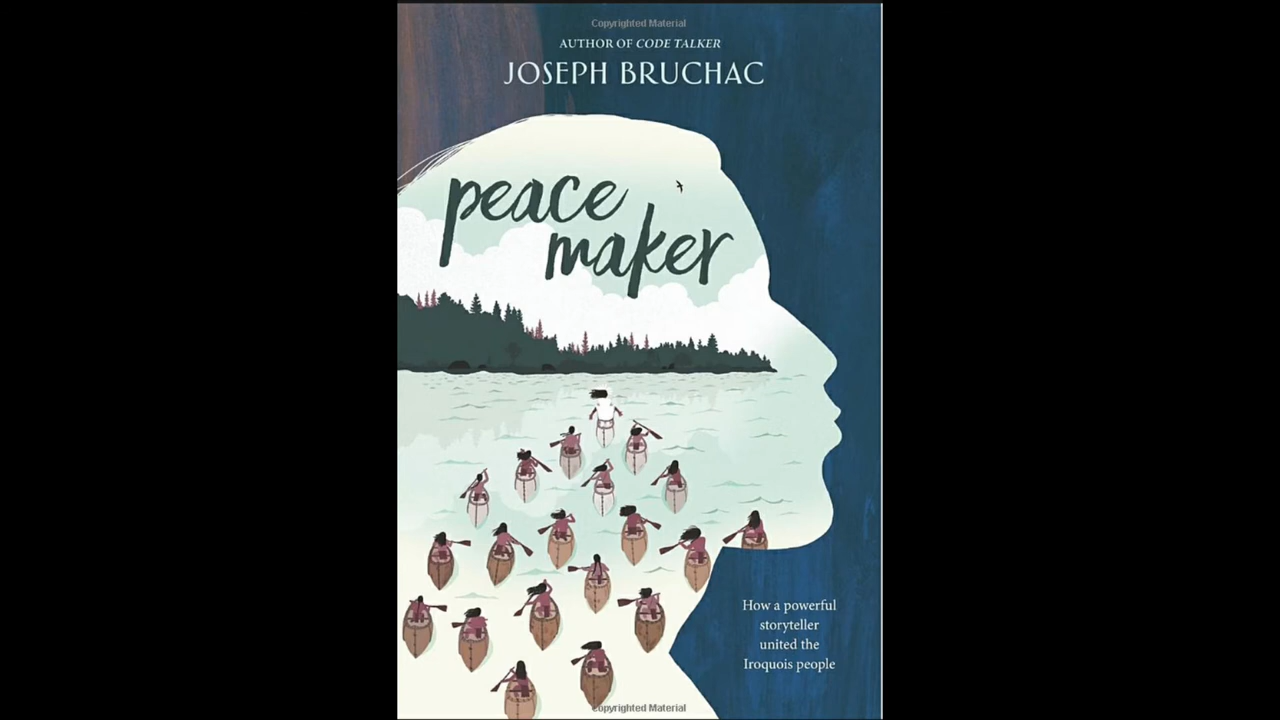 Copyrighted Material
AUTHOR OF CODE TALKER
JOSEPH BRUCHAC
peace
maker
How a powerful
storyteller
united the
Iroquois people
Copyrighted Material